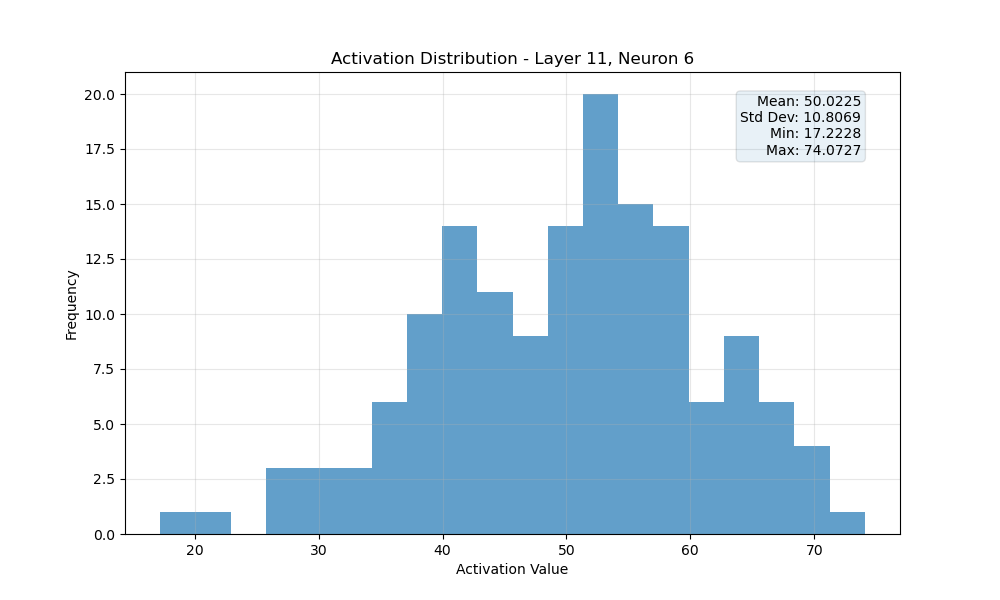 Activation Distribution - Layer 11, Neuron 6
Mean: 50.0225
Std Dev: 10.8069
Min: 17.2228
Max: 74.0727
20.0
17.5
15.0
12.5
10.0
7.5
5.0
2.5
0.0
Frequency
20 30 40 50 60 70
Activation Value